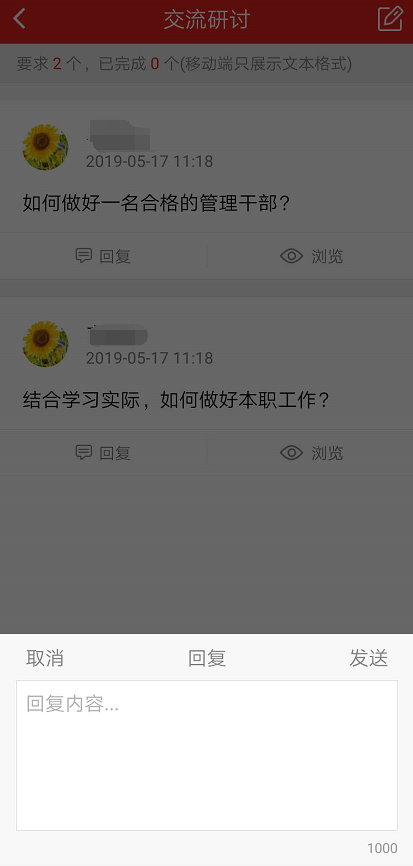 交流研讨
要求 2 个，已完成 0 个(移动端只展示文本格式)
2019-05-17 11:18
如何做好一名合格的管理干部？
回复 浏览
2019-05-17 11:18
结合学习实际，如何做好本职工作？
回复 浏览
取消 回复 发送
回复内容...
1000